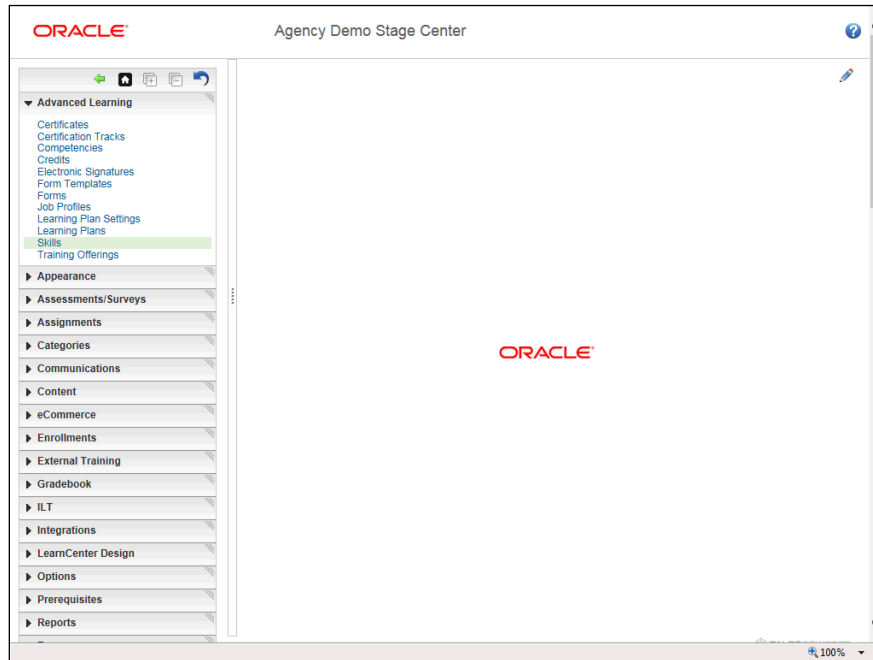 ORACLE
Agency Demo Stage Center
Advanced Learning
Certificates
Certification Tracks
Competencies
Credits
Electronic Signatures
Form Templates
Forms
Job Profiles
Learning Plan Settings
Learning Plans
Skills
Training Offerings
Appearance
Assessments/Surveys
Assignments
Categories
Communications
Content
eCommerce
Enrollments
External Training
Gradebook
ILT
Integrations
LearnCenter Design
Options
Prerequisites
Reports
ORACLE
100%